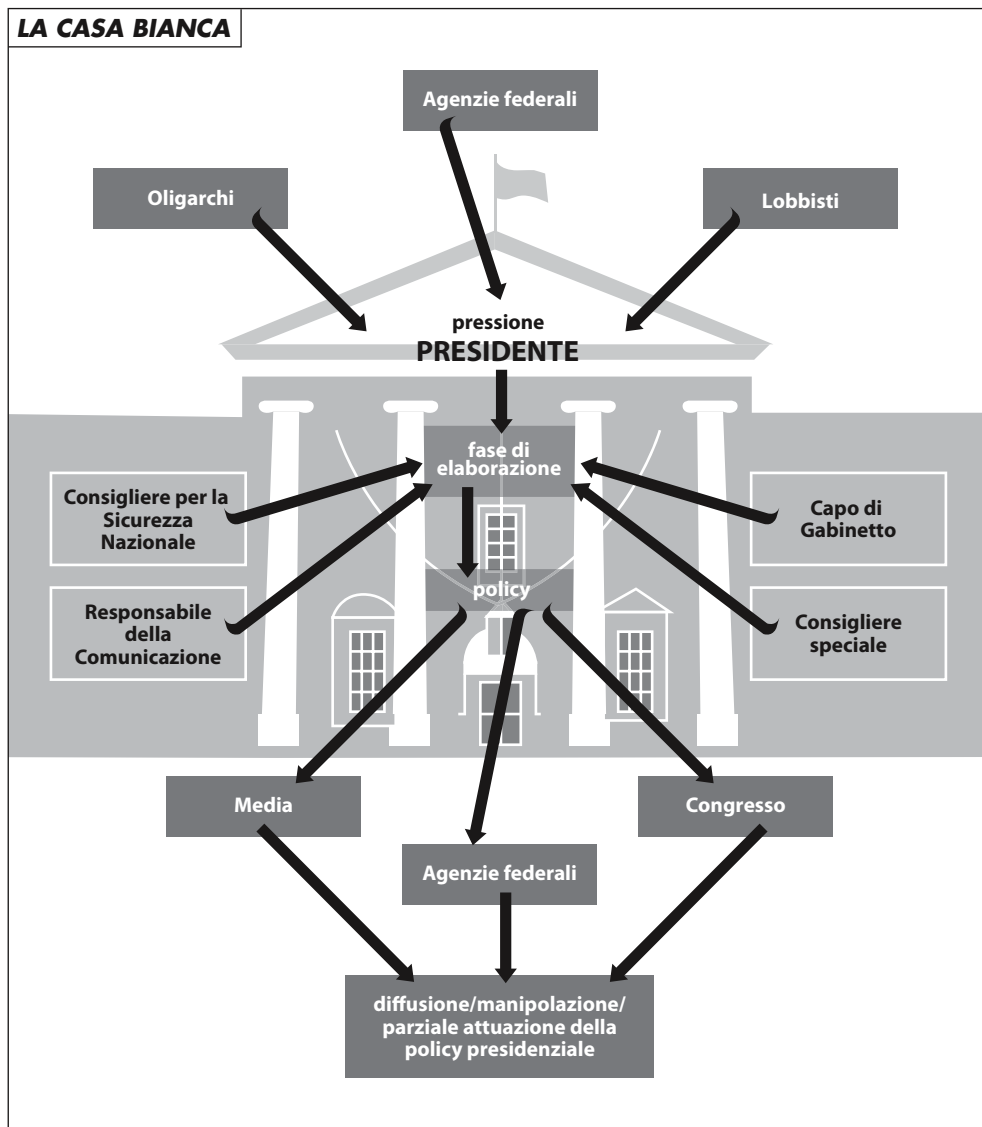 LA CASA BIANCA
Agenzie federali
Oligarchi
Lobbisti
pressione
PRESIDENTE
fase di
elaborazione
Consigliere per la
Sicurezza
Nazionale
Capo di
Gabinetto
policy
Responsabile
della
Comunicazione
Consigliere
speciale
Media
Congresso
Agenzie federali
diffusione/manipolazione/
parziale attuazione della
policy presidenziale